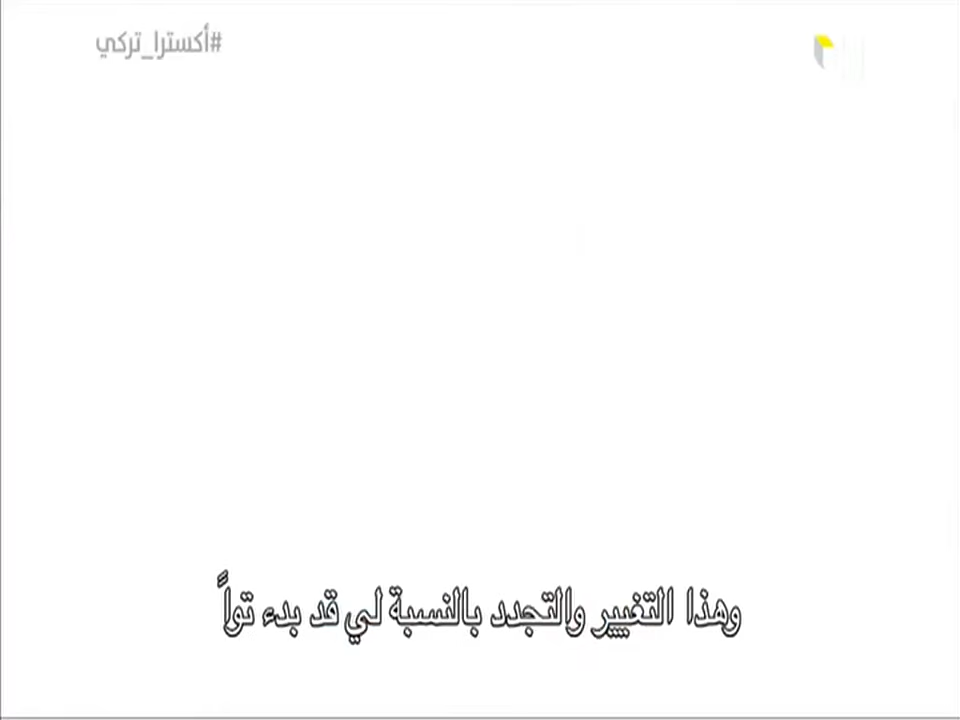 #أكسترا_تركي
وهذا التغيير والتجدد بالنسبة لي قد بدء تواً